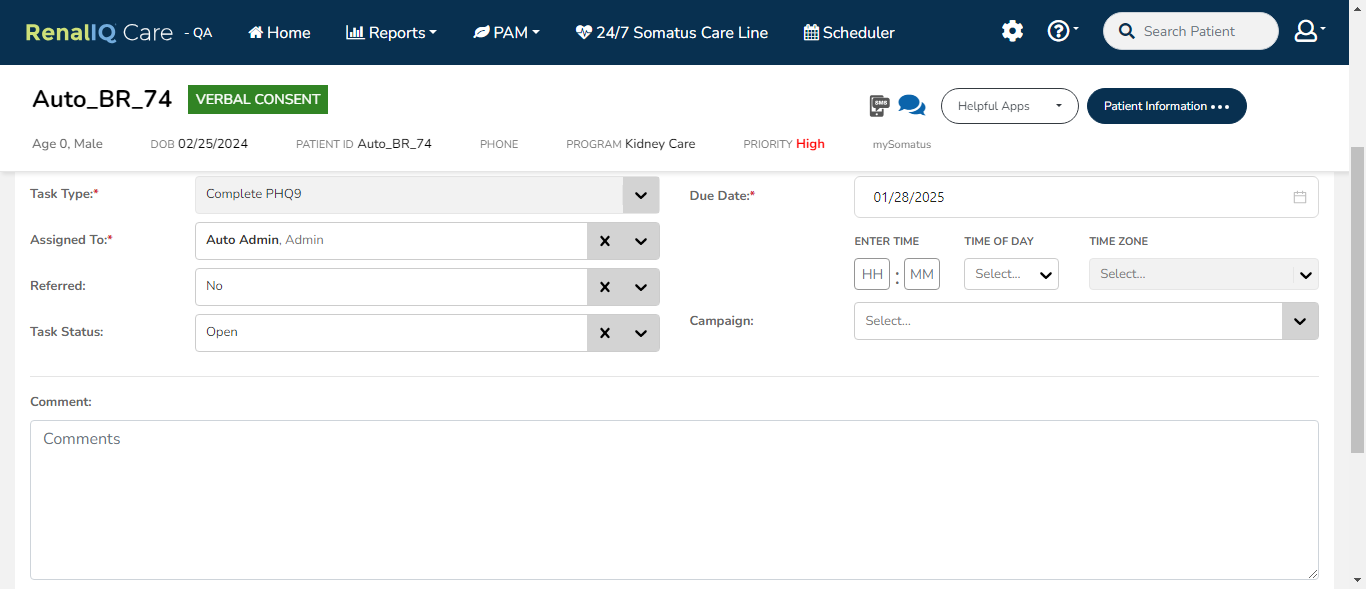 RenalIQ Care - QA Home Reports PAM 24/7 Somatus Care Line Scheduler Search Patient
Auto_BR_74 VERBAL CONSENT SMS Helpful Apps Patient Information
Age 0, Male DOB 02/25/2024 PATIENT ID Auto_BR_74 PHONE PROGRAM Kidney Care PRIORITY High mySomatus
Task Type:* Complete PHQ9 Due Date:* 01/28/2025
Assigned To:* Auto Admin, Admin ENTER TIME TIME OF DAY TIME ZONE
Referred: No HH : MM Select... Select...
Task Status: Open Campaign: Select...
Comment:
Comments